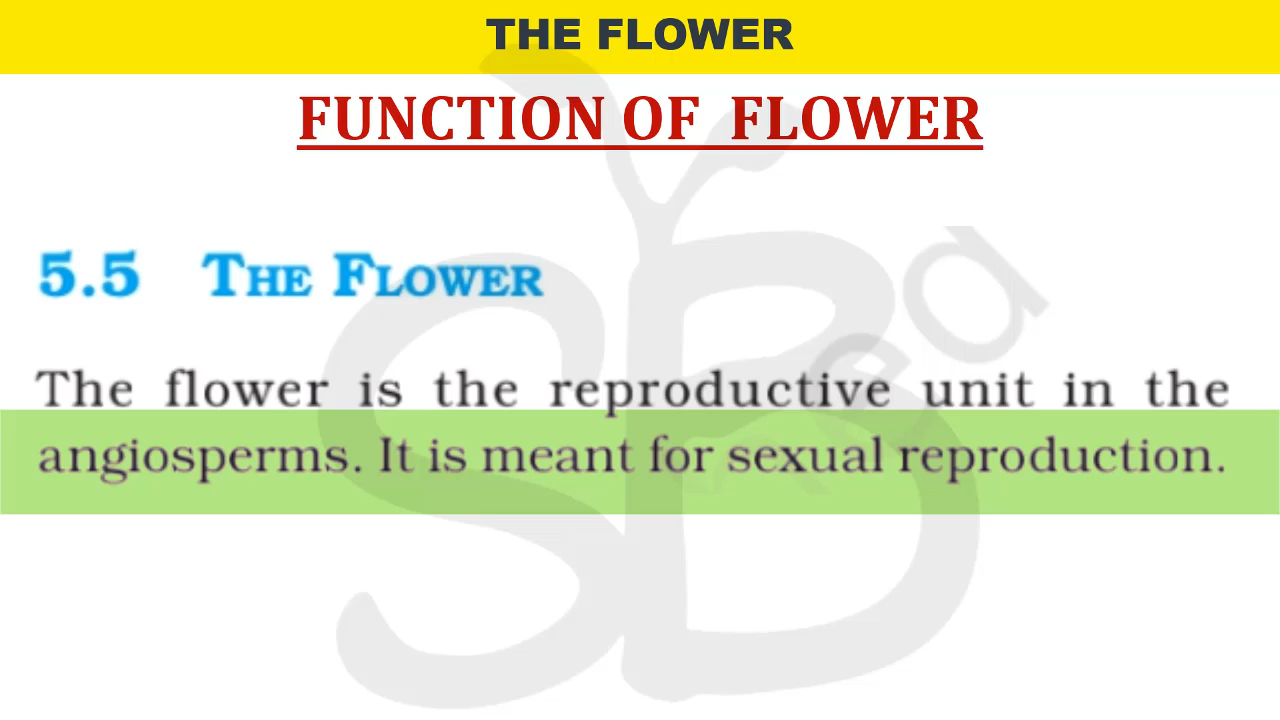 THE FLOWER
FUNCTION OF FLOWER
5.5 THE FLOWER
The flower is the reproductive unit in the
angiosperms. It is meant for sexual reproduction.